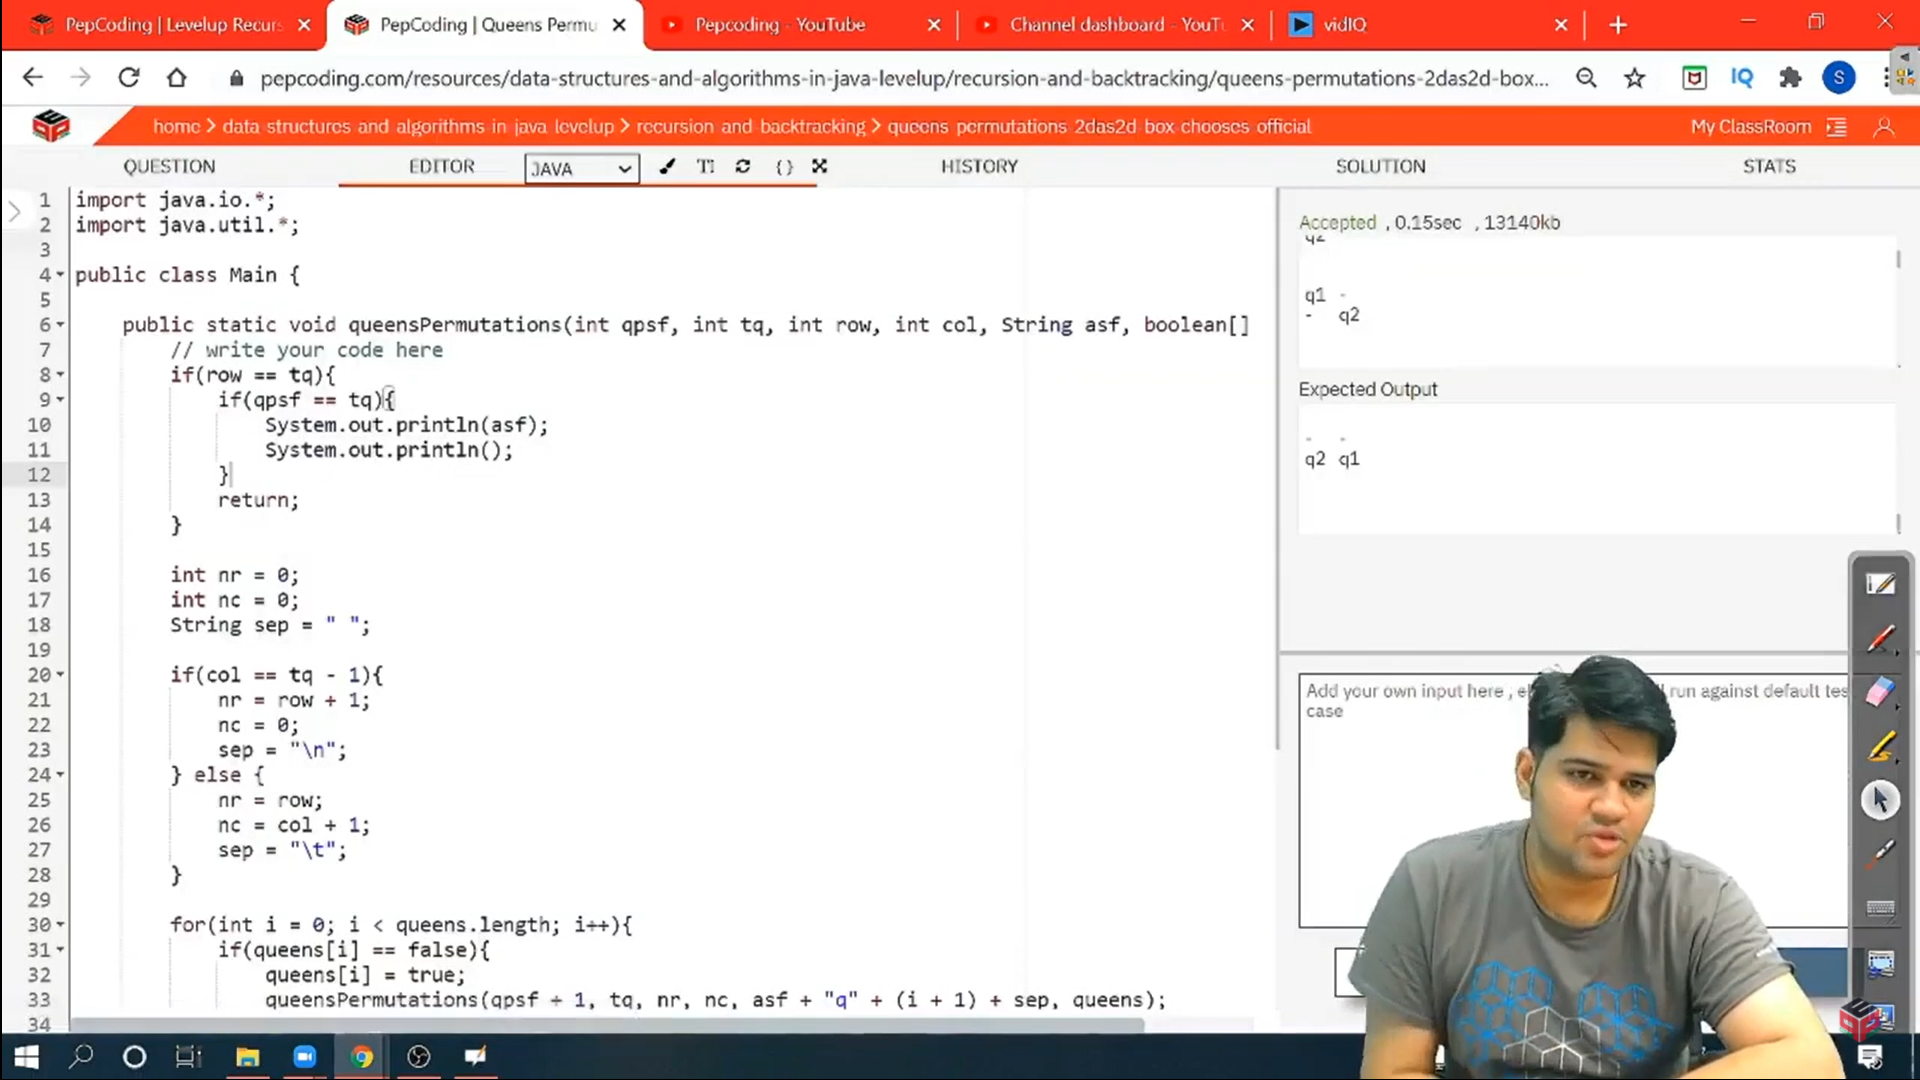 PepCoding | Levelup Recurs
PepCoding | Queens Permu
Pepcoding - YouTube
Channel dashboard - YouTu
vidIQ
pepcoding.com/resources/data-structures-and-algorithms-in-java-levelup/recursion-and-backtracking/queens-permutations-2das2d-box...
IQ
S
home > data structures and algorithms in java levelup > recursion and backtracking > queens permutations 2das2d box chooses official
My ClassRoom
QUESTION
EDITOR
JAVA
HISTORY
SOLUTION
STATS
1 import java.io.*;
2 import java.util.*;
3
4 public class Main {
5
6 public static void queensPermutations(int qpsf, int tq, int row, int col, String asf, boolean[]
7 // write your code here
8 if(row == tq){
9 if(qpsf == tq){
10 System.out.println(asf);
11 System.out.println();
12 }
13 return;
14 }
15
16 int nr = 0;
17 int nc = 0;
18 String sep = " ";
19
20 if(col == tq - 1){
21 nr = row + 1;
22 nc = 0;
23 sep = "\n";
24 } else {
25 nr = row;
26 nc = col + 1;
27 sep = "\t";
28 }
29
30 for(int i = 0; i < queens.length; i++){
31 if(queens[i] == false){
32 queens[i] = true;
33 queensPermutations(qpsf + 1, tq, nr, nc, asf + "q" + (i + 1) + sep, queens);
34
Accepted , 0.15sec , 13140kb
q2
q1 -
- q2
Expected Output
- -
q2 q1
Add your own input here , run against default tes
case